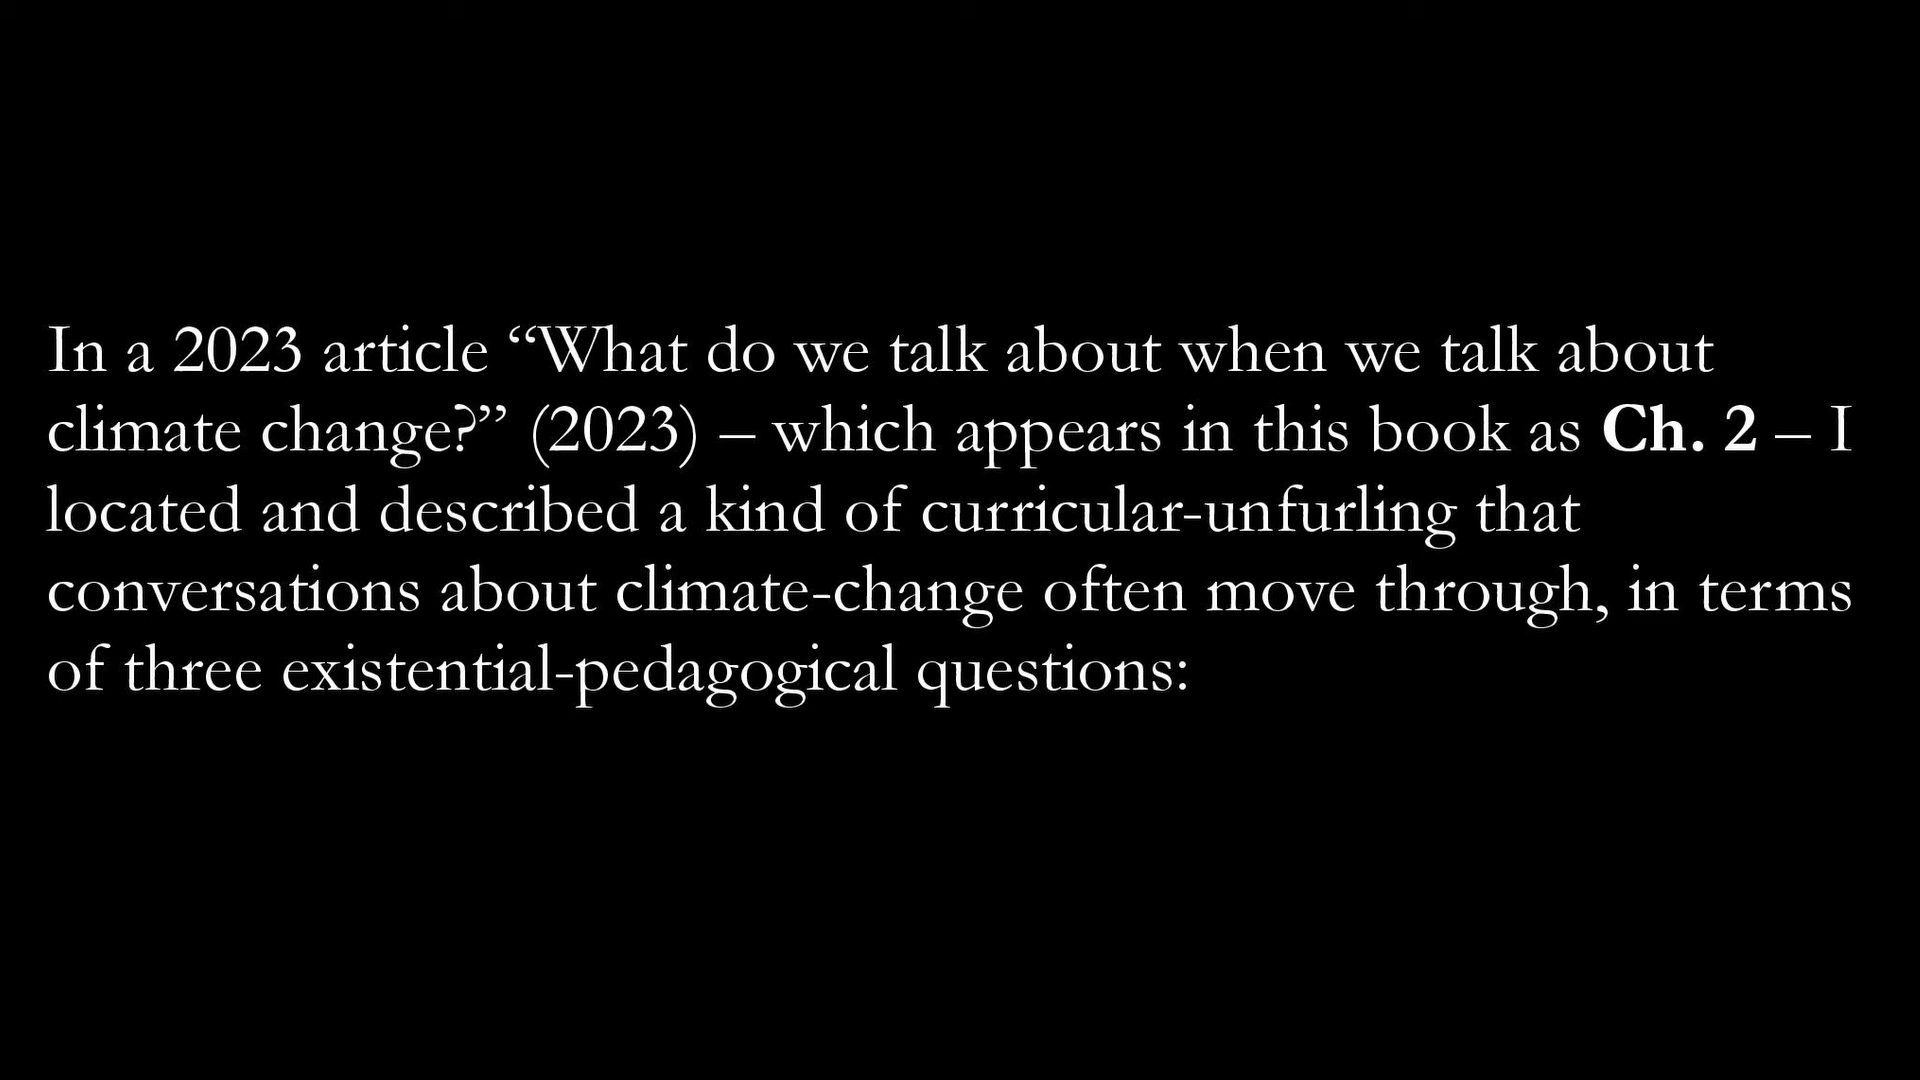 In a 2023 article “What do we talk about when we talk about
climate change?” (2023) – which appears in this book as Ch. 2 – I
located and described a kind of curricular-unfurling that
conversations about climate-change often move through, in terms
of three existential-pedagogical questions: